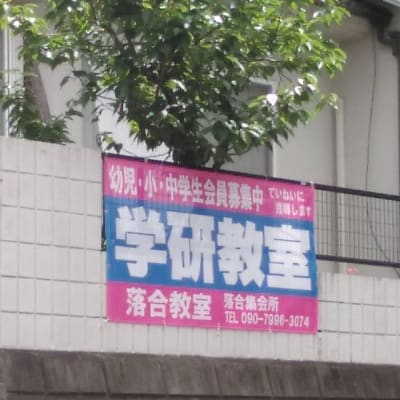 幼児・小・中学生会員募集中
ていねいに
指導します
学研教室
落合教室
落合集会所
TEL 090-7996-3074